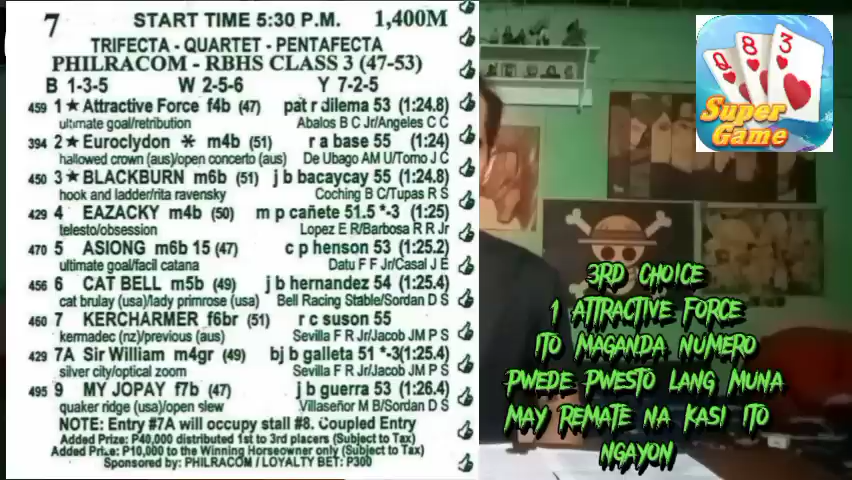 7 START TIME 5:30 P.M. 1,400M
TRIFECTA - QUARTET - PENTAFECTA
PHILRACOM - RBHS CLASS 3 (47-53)
B 1-3-5 W 2-5-6 Y 7-2-5
459 1 ★ Attractive Force f4b (47) pat r dilema 53 (1:24.8)
ultimate goal/retribution Abalos B C Jr/Angeles C C
394 2 ★ Euroclydon * m4b (51) r a base 55 (1:24)
hallowed crown (aus)/open concerto (aus) De Ubago AM U/Tomo J C
450 3 ★ BLACKBURN m6b (51) j b bacaycay 55 (1:24.8)
hook and ladder/rita ravensky Coching B C/Tupas R S
429 4 EAZACKY m4b (50) m p cañete 51.5 *-3 (1:25)
telesto/obsession Lopez E R/Barbosa R R Jr
470 5 ASIONG m6b 15 (47) c p henson 53 (1:25.2)
ultimate goal/facil catana Datu F F Jr/Casal J E
456 6 CAT BELL m5b (49) j b hernandez 54 (1:25.4)
cat brulay (usa)/lady primrose (usa) Bell Racing Stable/Sordan D S
460 7 KERCHARMER f6br (51) r c suson 55
kermadec (nz)/previous (aus) Sevilla F R Jr/Jacob JM P S
429 7A Sir William m4gr (49) bj b galleta 51 *-3(1:25.4)
silver city/optical zoom Sevilla F R Jr/Jacob JM P S
495 9 MY JOPAY f7b (47) j b guerra 53 (1:26.4)
quaker ridge (usa)/open slew Villaseñor M B/Sordan D S
NOTE: Entry #7A will occupy stall #8. Coupled Entry
Added Prize: P40,000 distributed 1st to 3rd placers (Subject to Tax)
Added Prize: P10,000 to the Winning Horseowner only (Subject to Tax)
Sponsored by: PHILRACOM / LOYALTY BET: P300
Q 8 3
Super
Game
3RD CHOICE
1 ATTRACTIVE FORCE
ITO MAGANDA NUMERO
PWEDE PWESTO LANG MUNA
MAY REMATE NA KASI ITO
NGAYON